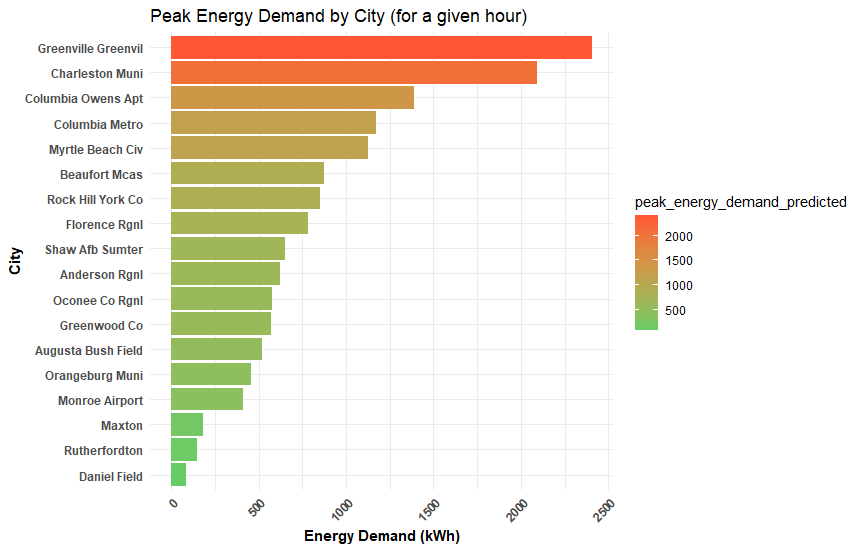 Peak Energy Demand by City (for a given hour)
Greenville Greenvil
Charleston Muni
Columbia Owens Apt
Columbia Metro
Myrtle Beach Civ
Beaufort Mcas
Rock Hill York Co
Florence Rgnl
Shaw Afb Sumter
Anderson Rgnl
Oconee Co Rgnl
Greenwood Co
Augusta Bush Field
Orangeburg Muni
Monroe Airport
Maxton
Rutherfordton
Daniel Field
City
0 500 1000 1500 2000 2500
Energy Demand (kWh)
peak_energy_demand_predicted
2000
1500
1000
500